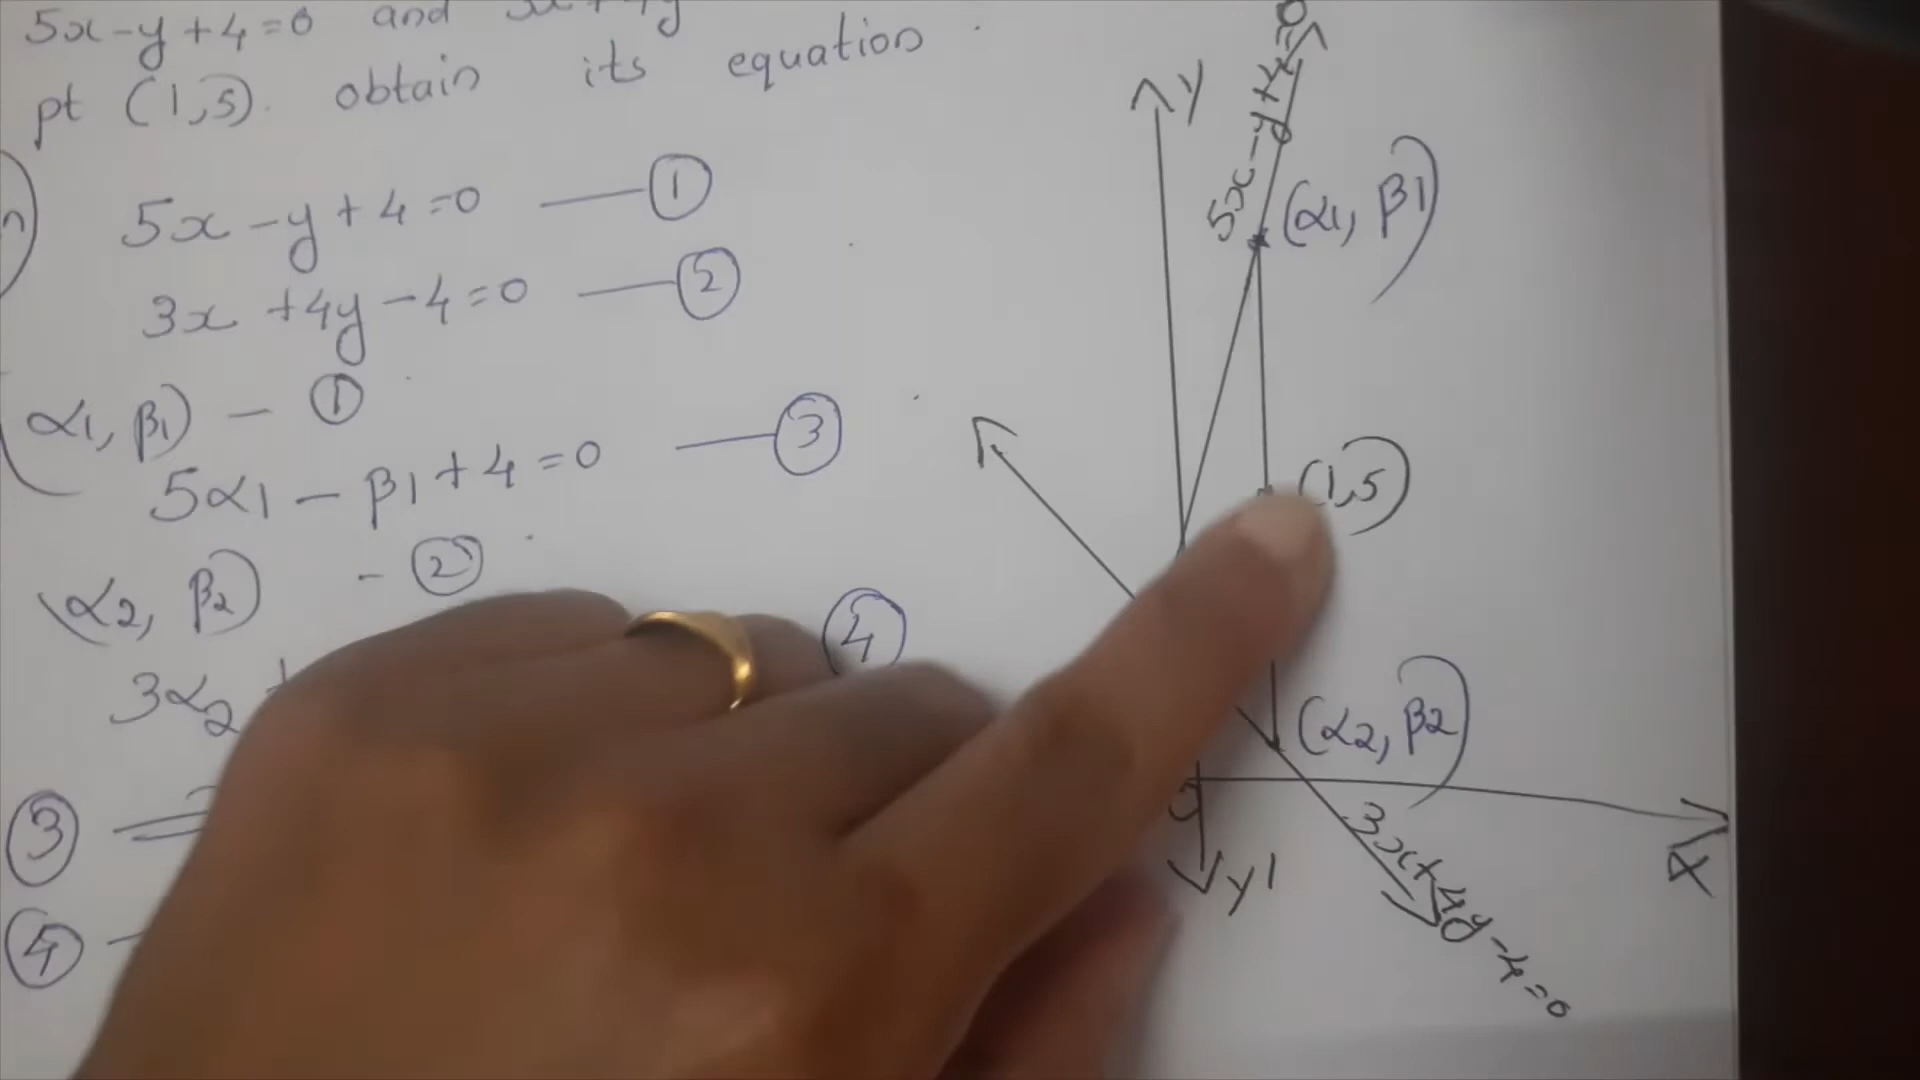 5x-y+4=0 and
pt (1,5). obtain its equation.
5x-y+4=0 — ①
3x+4y-4=0 — ②
(α1, β1) - ①
5α1 - β1+4=0 — ③
(α2, β2) - ②
3α2 +
④
③ ⇒
④
Y
5x-y+4=0
(α1, β1)
(1,5)
(α2, β2)
X
Y'
3x+4y-4=0